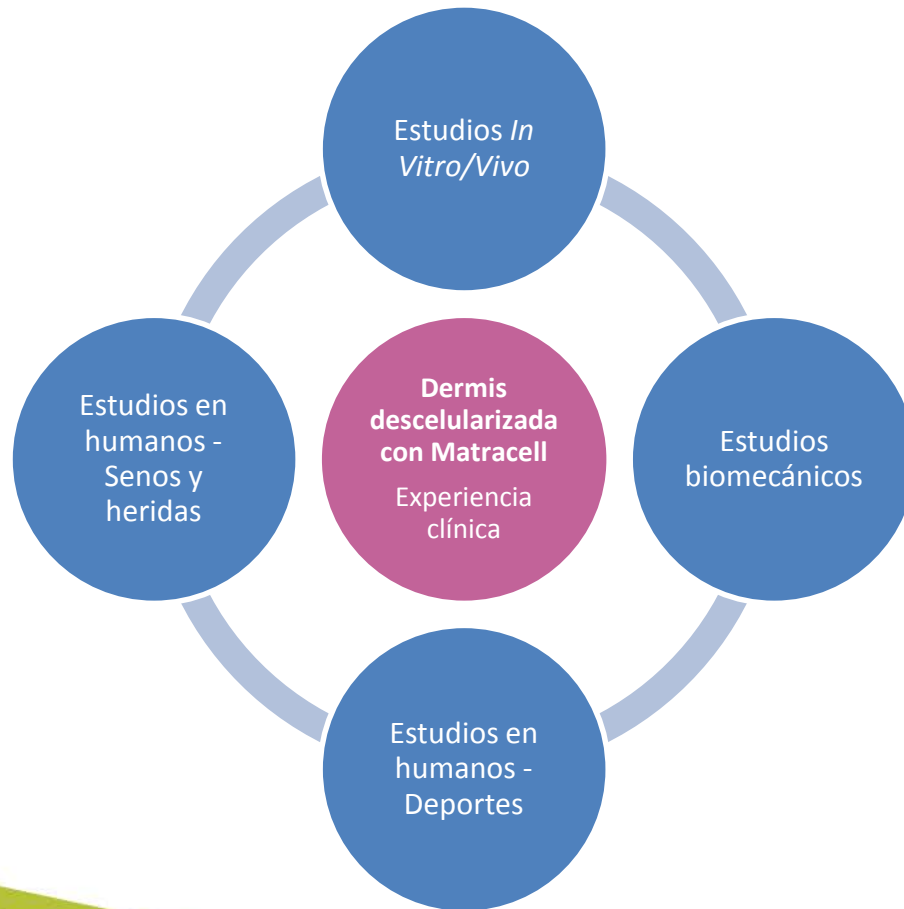 Estudios In
Vitro/Vivo
Estudios en
humanos -
Senos y
heridas
Dermis
descelularizada
con Matracell
Experiencia
clínica
Estudios
biomecánicos
Estudios en
humanos -
Deportes